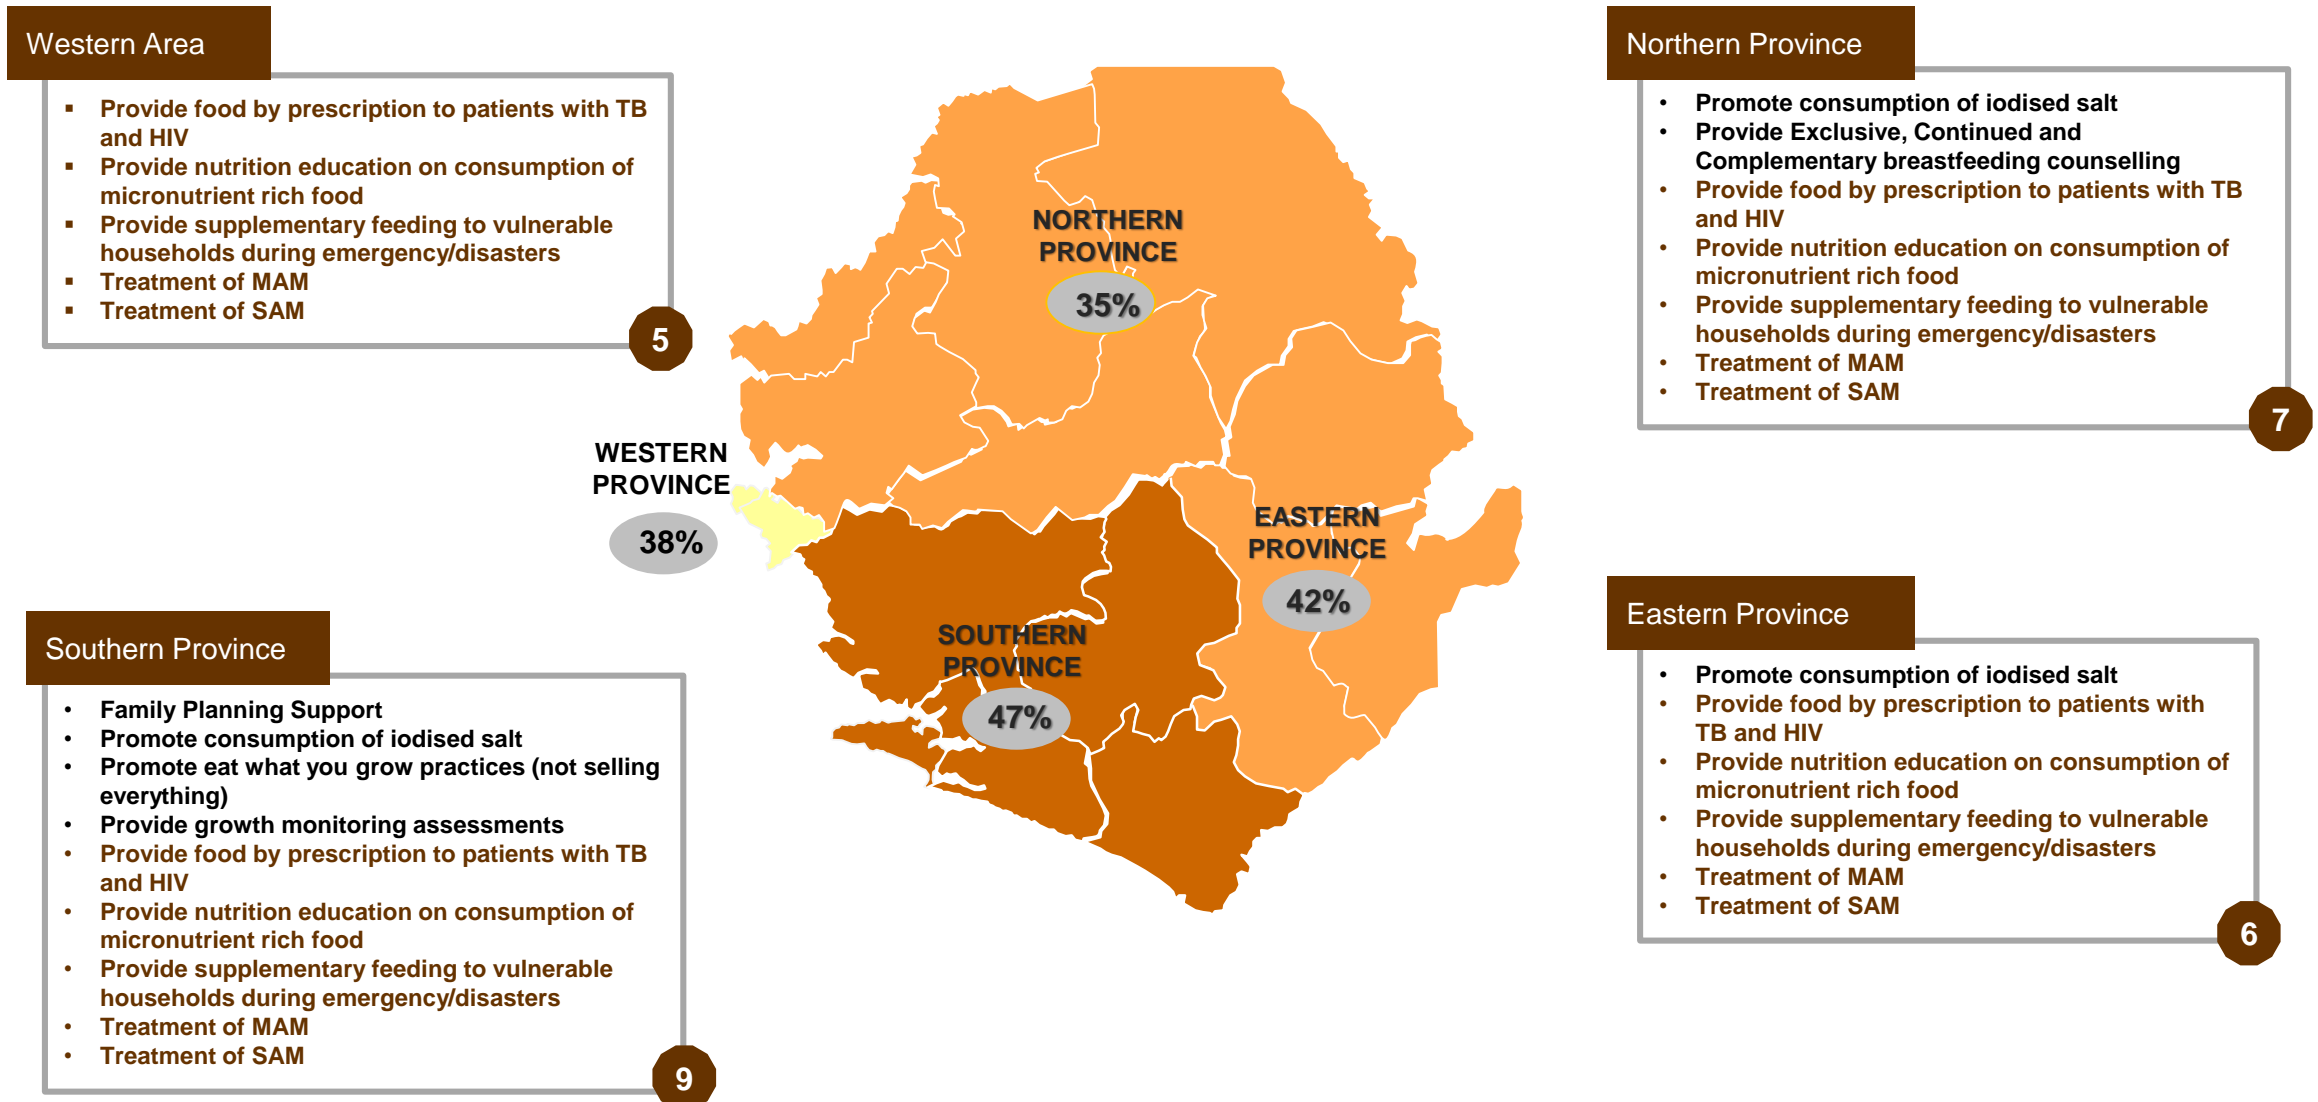 Western Area
▪ Provide food by prescription to patients with TB
and HIV
▪ Provide nutrition education on consumption of
micronutrient rich food
▪ Provide supplementary feeding to vulnerable
households during emergency/disasters
▪ Treatment of MAM
▪ Treatment of SAM
5
Northern Province
• Promote consumption of iodised salt
• Provide Exclusive, Continued and
Complementary breastfeeding counselling
• Provide food by prescription to patients with TB
and HIV
• Provide nutrition education on consumption of
micronutrient rich food
• Provide supplementary feeding to vulnerable
households during emergency/disasters
• Treatment of MAM
• Treatment of SAM
7
NORTHERN
PROVINCE
35%
WESTERN
PROVINCE
38%
EASTERN
PROVINCE
42%
SOUTHERN
PROVINCE
47%
Southern Province
• Family Planning Support
• Promote consumption of iodised salt
• Promote eat what you grow practices (not selling
everything)
• Provide growth monitoring assessments
• Provide food by prescription to patients with TB
and HIV
• Provide nutrition education on consumption of
micronutrient rich food
• Provide supplementary feeding to vulnerable
households during emergency/disasters
• Treatment of MAM
• Treatment of SAM
9
Eastern Province
• Promote consumption of iodised salt
• Provide food by prescription to patients with
TB and HIV
• Provide nutrition education on consumption of
micronutrient rich food
• Provide supplementary feeding to vulnerable
households during emergency/disasters
• Treatment of MAM
• Treatment of SAM
6